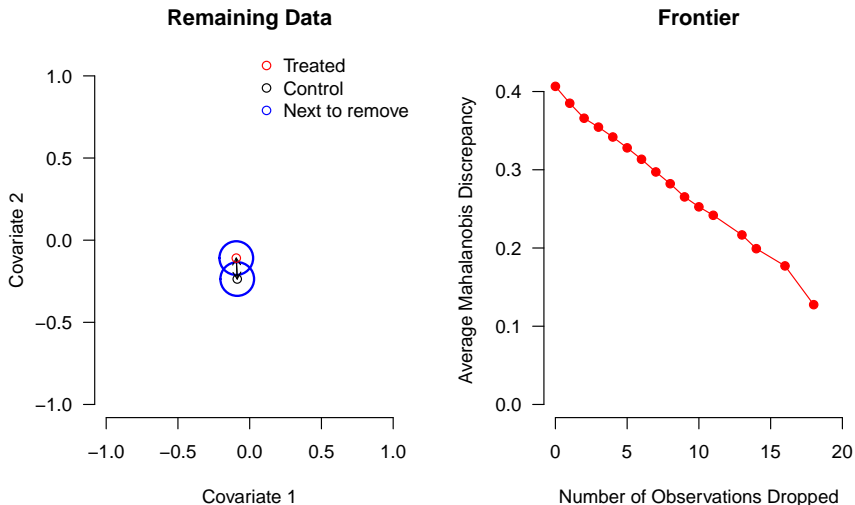 Remaining Data
Treated
Control
Next to remove
1.0
0.5
0.0
−0.5
−1.0
Covariate 2
−1.0 −0.5 0.0 0.5 1.0
Covariate 1
Frontier
0.4
0.3
0.2
0.1
0.0
Average Mahalanobis Discrepancy
0 5 10 15 20
Number of Observations Dropped